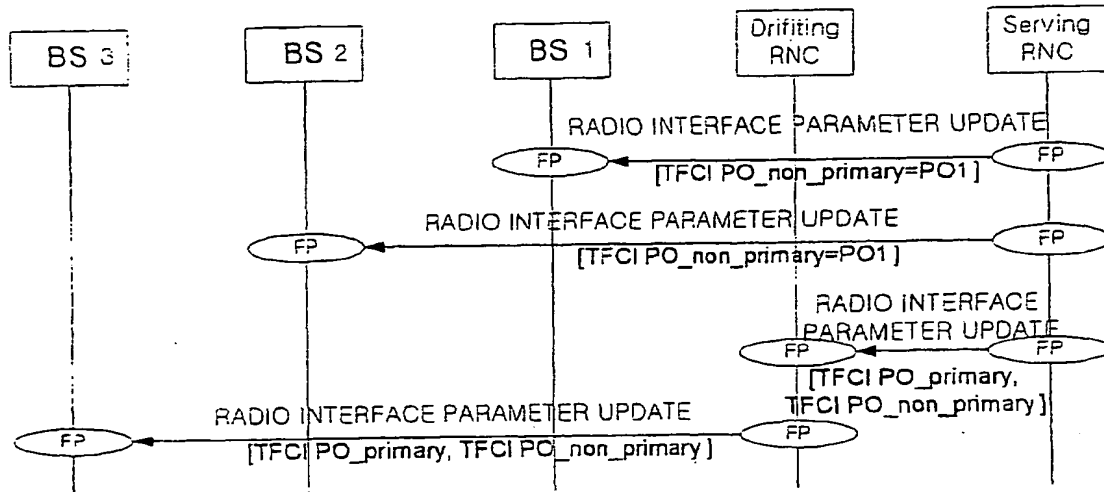 BS 3
BS 2
BS 1
Drifiting
RNC
Serving
RNC
RADIO INTERFACE PARAMETER UPDATE
FP
FP
[TFCI PO_non_primary=PO1]
RADIO INTERFACE PARAMETER UPDATE
FP
FP
[TFCI PO_non_primary=PO1]
RADIO INTERFACE
PARAMETER UPDATE
FP
FP
[TFCI PO_primary,
TFCI PO_non_primary]
RADIO INTERFACE PARAMETER UPDATE
FP
FP
[TFCI PO_primary, TFCI PO_non_primary]